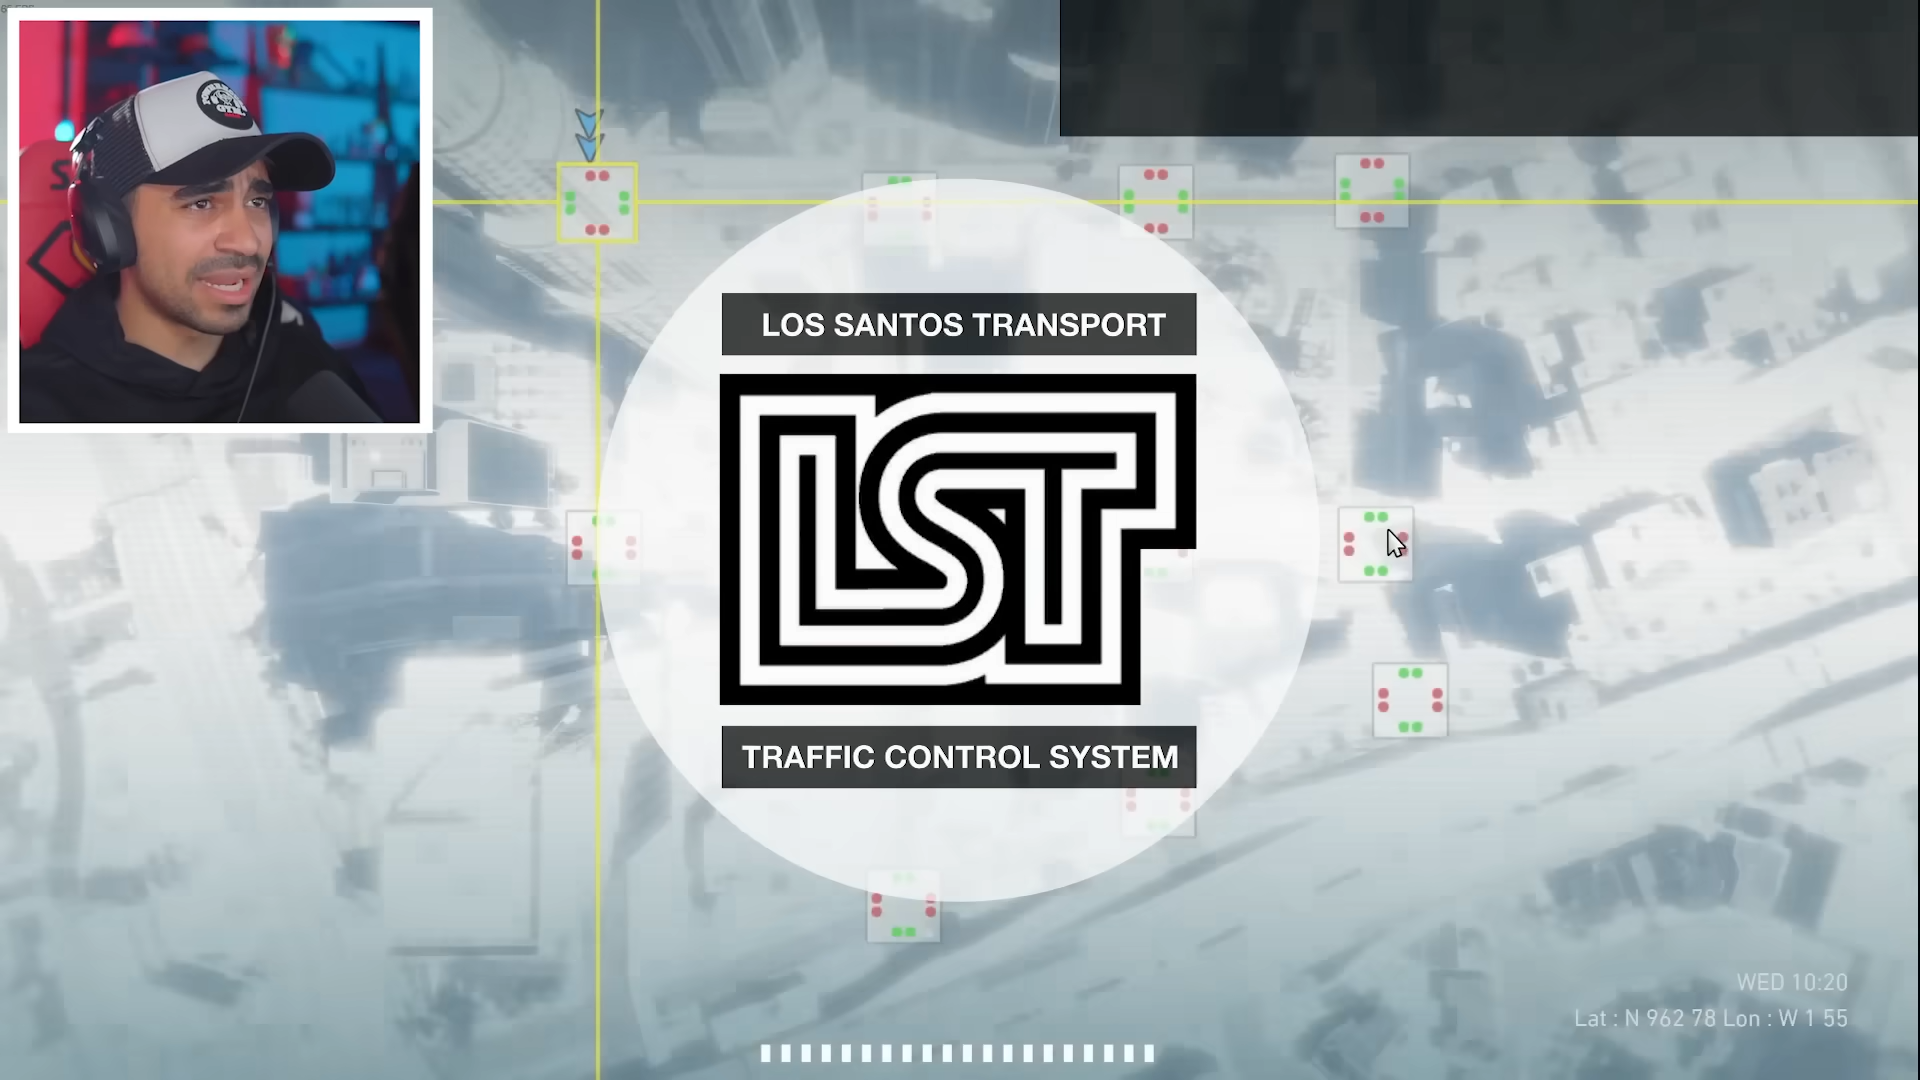 LOS SANTOS TRANSPORT
LST
TRAFFIC CONTROL SYSTEM
WED 10:20
Lat : N 962 78 Lon : W 1 55